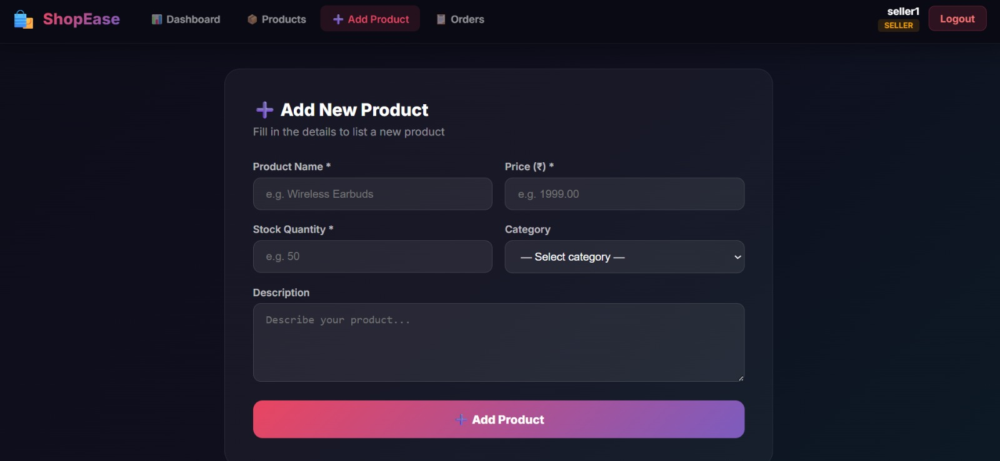 ShopEase
Dashboard
Products
Add Product
Orders
seller1
SELLER
Logout
Add New Product
Fill in the details to list a new product
Product Name *
Price (₹) *
e.g. Wireless Earbuds
e.g. 1999.00
Stock Quantity *
Category
e.g. 50
— Select category —
Description
Describe your product...
Add Product